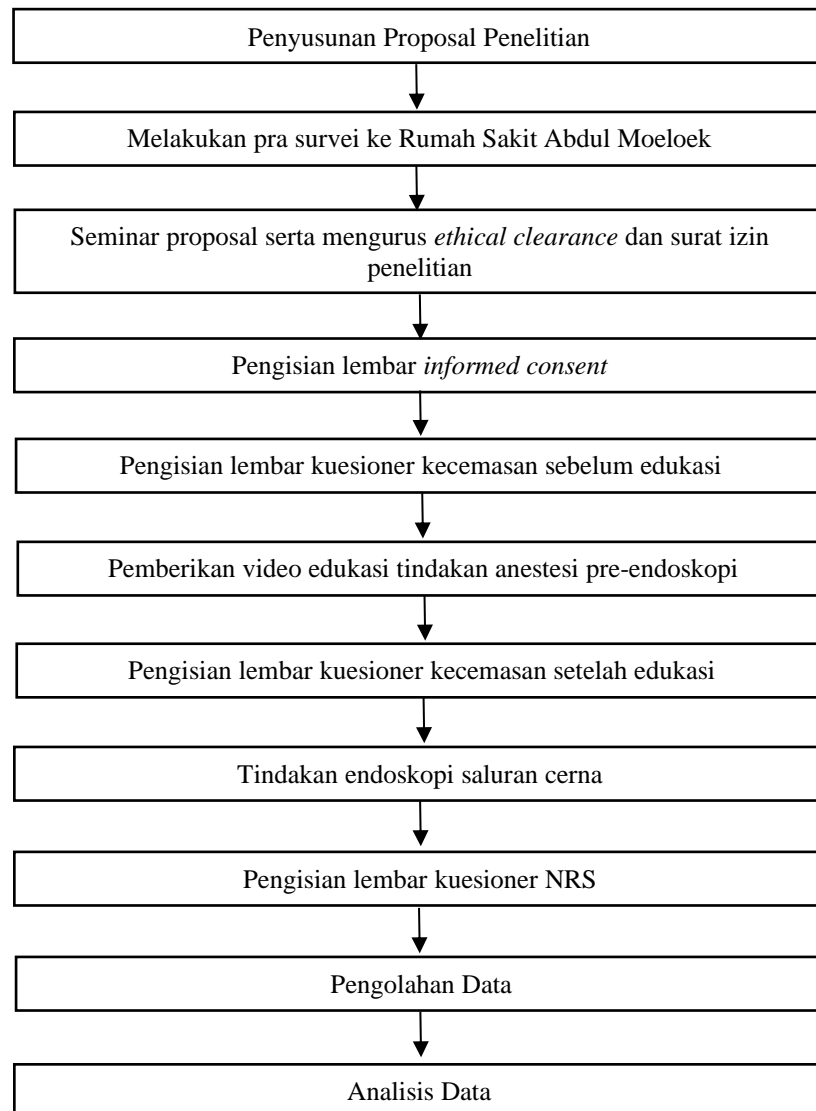 Penyusunan Proposal Penelitian
Melakukan pra survei ke Rumah Sakit Abdul Moeloek
Seminar proposal serta mengurus ethical clearance dan surat izin
penelitian
Pengisian lembar informed consent
Pengisian lembar kuesioner kecemasan sebelum edukasi
Pemberikan video edukasi tindakan anestesi pre-endoskopi
Pengisian lembar kuesioner kecemasan setelah edukasi
Tindakan endoskopi saluran cerna
Pengisian lembar kuesioner NRS
Pengolahan Data
Analisis Data